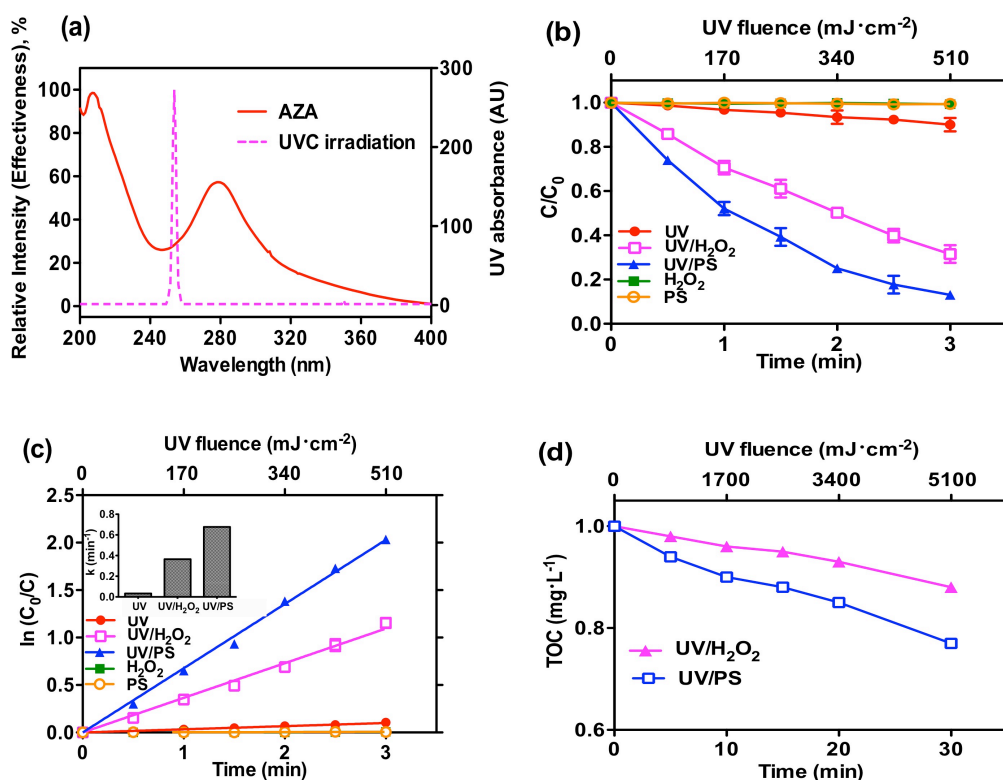 (a)
Relative Intensity (Effectiveness), %
100
80
60
40
20
0
200 240 280 320 360 400
Wavelength (nm)
300
200
100
0
UV absorbance (AU)
AZA
UVC irradiation
(b)
UV fluence (mJ·cm⁻²)
0 170 340 510
C/C₀
1.0
0.8
0.6
0.4
0.2
0.0
UV
UV/H₂O₂
UV/PS
H₂O₂
PS
0 1 2 3
Time (min)
(c)
UV fluence (mJ·cm⁻²)
0 170 340 510
ln (C₀/C)
2.5
2.0
1.5
1.0
0.5
0.0
k (min⁻¹)
0.8
0.6
0.4
0.2
0.0
UV UV/H₂O₂ UV/PS
UV
UV/H₂O₂
UV/PS
H₂O₂
PS
0 1 2 3
Time (min)
(d)
UV fluence (mJ·cm⁻²)
0 1700 3400 5100
TOC (mg·L⁻¹)
1.0
0.8
0.6
UV/H₂O₂
UV/PS
0 10 20 30
Time (min)